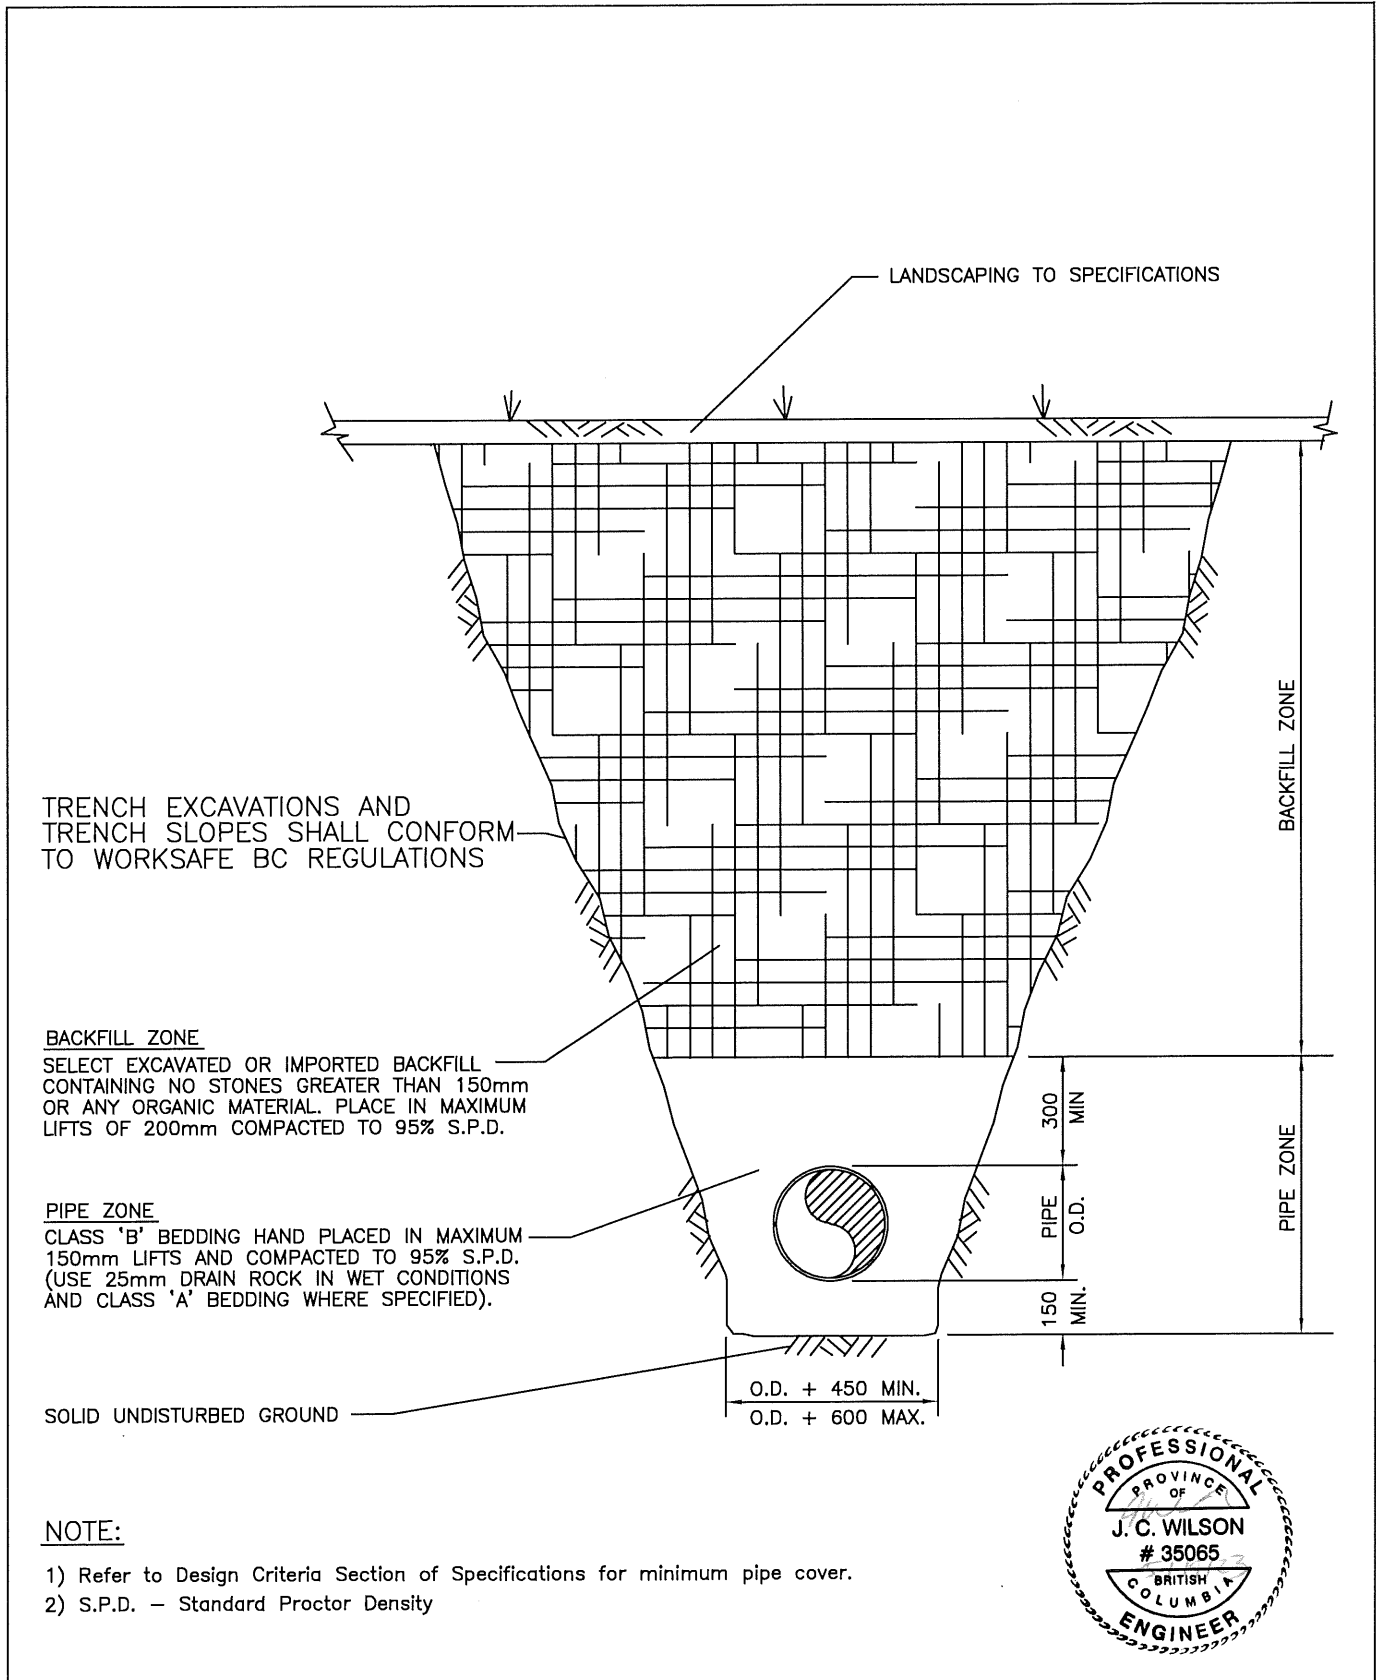 LANDSCAPING TO SPECIFICATIONS
BACKFILL ZONE
TRENCH EXCAVATIONS AND
TRENCH SLOPES SHALL CONFORM
TO WORKSAFE BC REGULATIONS
BACKFILL ZONE
SELECT EXCAVATED OR IMPORTED BACKFILL
CONTAINING NO STONES GREATER THAN 150mm
OR ANY ORGANIC MATERIAL. PLACE IN MAXIMUM
LIFTS OF 200mm COMPACTED TO 95% S.P.D.
300
MIN
PIPE ZONE
PIPE
O.D.
PIPE ZONE
CLASS 'B' BEDDING HAND PLACED IN MAXIMUM
150mm LIFTS AND COMPACTED TO 95% S.P.D.
(USE 25mm DRAIN ROCK IN WET CONDITIONS
AND CLASS 'A' BEDDING WHERE SPECIFIED).
150
MIN.
O.D. + 450 MIN.
O.D. + 600 MAX.
SOLID UNDISTURBED GROUND
PROFESSIONAL
PROVINCE
OF
J. C. WILSON
# 35065
BRITISH
COLUMBIA
ENGINEER
NOTE:
1) Refer to Design Criteria Section of Specifications for minimum pipe cover.
2) S.P.D. – Standard Proctor Density